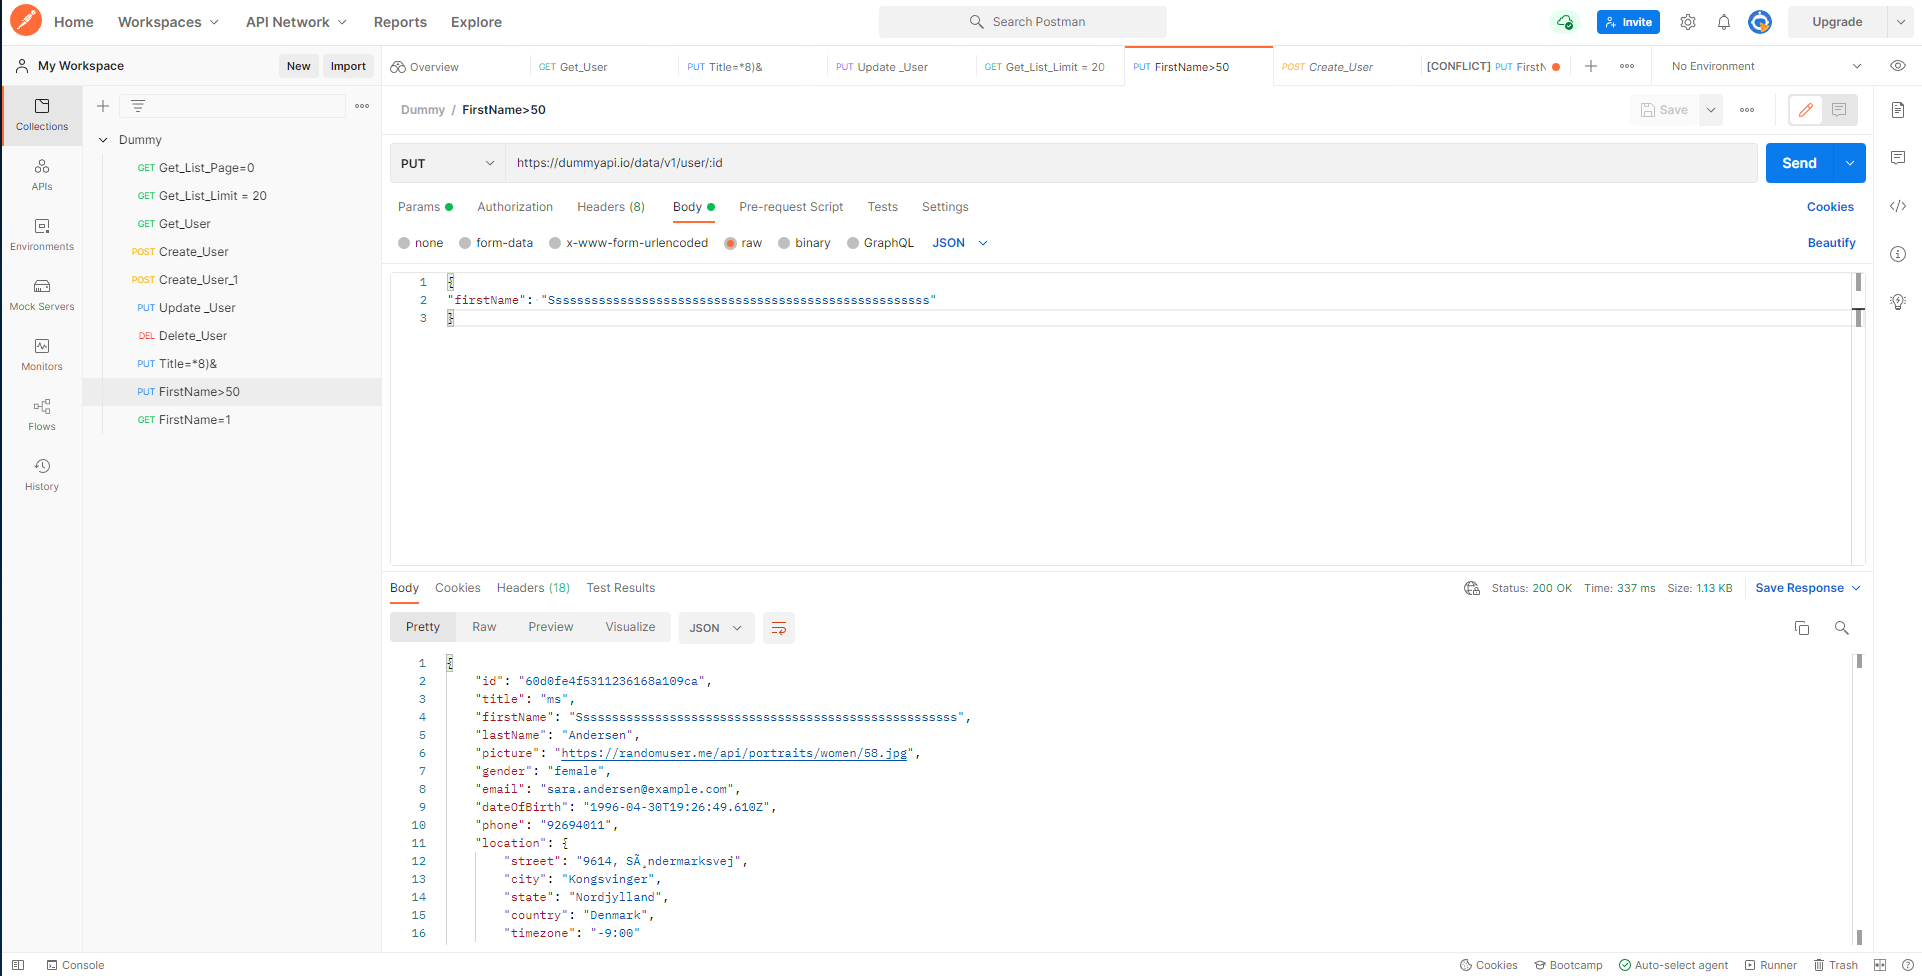 Home Workspaces API Network Reports Explore Search Postman Invite Upgrade
My Workspace New Import
Overview GET Get_User PUT Title=*8)& PUT Update _User GET Get_List_Limit = 20 PUT FirstName>50 POST Create_User [CONFLICT] PUT FirstN No Environment
Collections
APIs
Environments
Mock Servers
Monitors
Flows
History
Dummy
GET Get_List_Page=0
GET Get_List_Limit = 20
GET Get_User
POST Create_User
POST Create_User_1
PUT Update _User
DEL Delete_User
PUT Title=*8)&
PUT FirstName>50
GET FirstName=1
Dummy / FirstName>50 Save
PUT https://dummyapi.io/data/v1/user/:id Send
Params Authorization Headers (8) Body Pre-request Script Tests Settings Cookies
none form-data x-www-form-urlencoded raw binary GraphQL JSON Beautify
1 {
2 "firstName": "Sssssssssssssssssssssssssssssssssssssssssssssssssssss"
3 }
Body Cookies Headers (18) Test Results Status: 200 OK Time: 337 ms Size: 1.13 KB Save Response
Pretty Raw Preview Visualize JSON
1 {
2 "id": "60d0fe4f5311236168a109ca",
3 "title": "ms",
4 "firstName": "Sssssssssssssssssssssssssssssssssssssssssssssssssssss",
5 "lastName": "Andersen",
6 "picture": "https://randomuser.me/api/portraits/women/58.jpg",
7 "gender": "female",
8 "email": "sara.andersen@example.com",
9 "dateOfBirth": "1996-04-30T19:26:49.610Z",
10 "phone": "92694011",
11 "location": {
12 "street": "9614, SÃ¸ndermarksvej",
13 "city": "Kongsvinger",
14 "state": "Nordjylland",
15 "country": "Denmark",
16 "timezone": "-9:00"
Console Cookies Bootcamp Auto-select agent Runner Trash